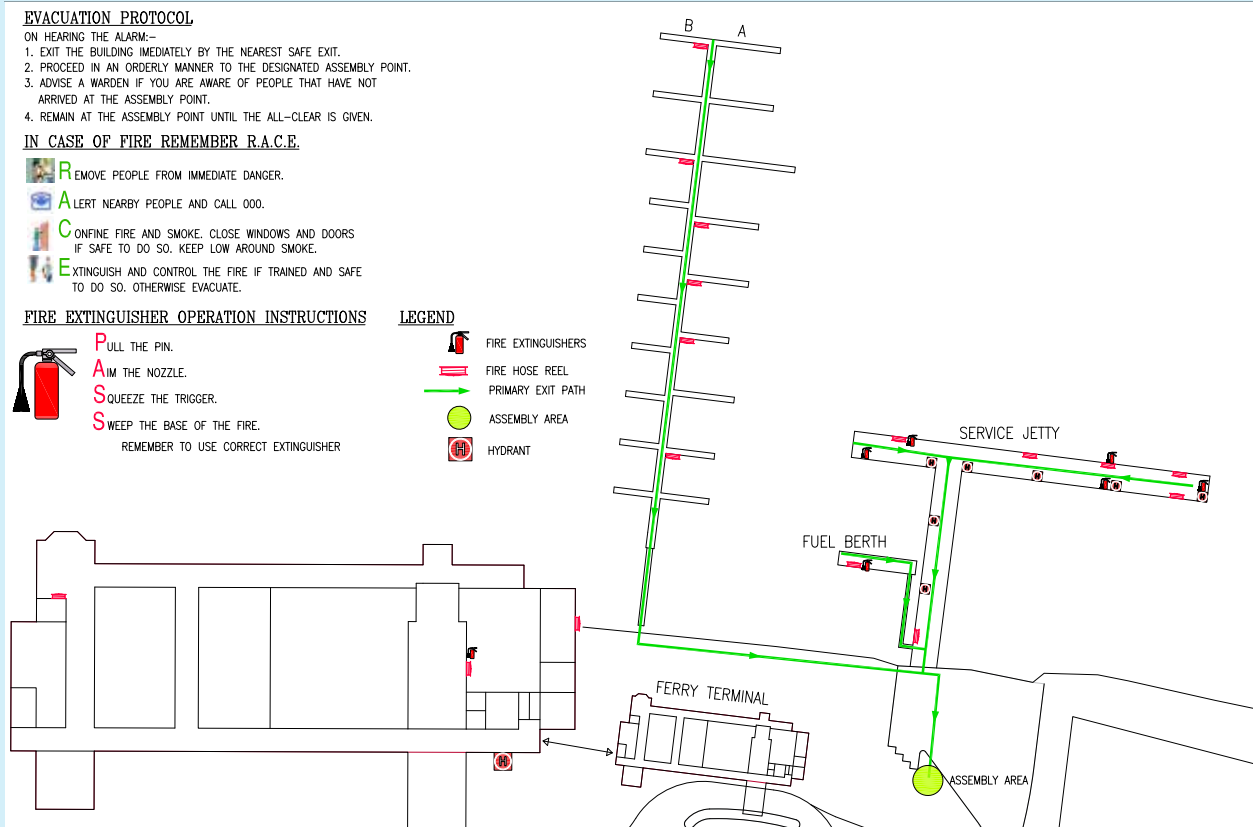 EVACUATION PROTOCOL
ON HEARING THE ALARM:-
1. EXIT THE BUILDING IMEDIATELY BY THE NEAREST SAFE EXIT.
2. PROCEED IN AN ORDERLY MANNER TO THE DESIGNATED ASSEMBLY POINT.
3. ADVISE A WARDEN IF YOU ARE AWARE OF PEOPLE THAT HAVE NOT
ARRIVED AT THE ASSEMBLY POINT.
4. REMAIN AT THE ASSEMBLY POINT UNTIL THE ALL-CLEAR IS GIVEN.
IN CASE OF FIRE REMEMBER R.A.C.E.
REMOVE PEOPLE FROM IMMEDIATE DANGER.
ALERT NEARBY PEOPLE AND CALL 000.
CONFINE FIRE AND SMOKE. CLOSE WINDOWS AND DOORS
IF SAFE TO DO SO. KEEP LOW AROUND SMOKE.
EXTINGUISH AND CONTROL THE FIRE IF TRAINED AND SAFE
TO DO SO. OTHERWISE EVACUATE.
FIRE EXTINGUISHER OPERATION INSTRUCTIONS
PULL THE PIN.
AIM THE NOZZLE.
SQUEEZE THE TRIGGER.
SWEEP THE BASE OF THE FIRE.
REMEMBER TO USE CORRECT EXTINGUISHER
LEGEND
FIRE EXTINGUISHERS
FIRE HOSE REEL
PRIMARY EXIT PATH
ASSEMBLY AREA
H HYDRANT
B A
SERVICE JETTY
H H
H H H
H
FUEL BERTH
H
FERRY TERMINAL
H
ASSEMBLY AREA